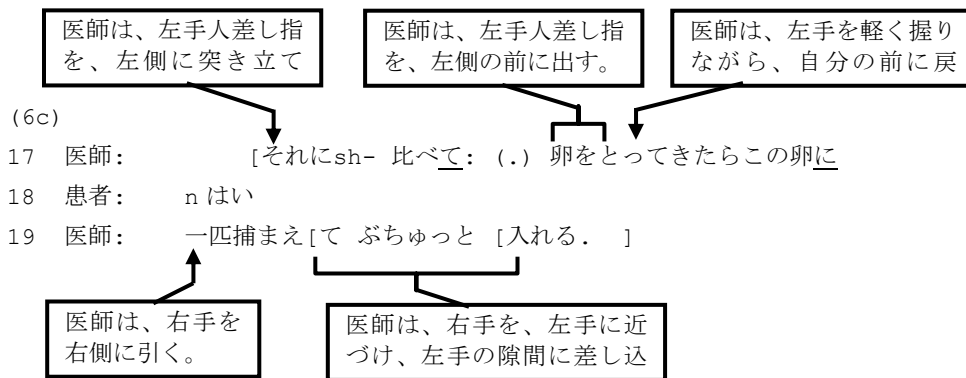 医師は、左手人差し指
を、左側に突き立て
医師は、左手人差し指
を、左側の前に出す。
医師は、左手を軽く握り
ながら、自分の前に戻
(6c)
17 医師: [それにsh- 比べて: (.) 卵をとってきたらこの卵に
18 患者: n はい
19 医師: 一匹捕まえ[て ぶちゅっと [入れる. ]
医師は、右手を
右側に引く。
医師は、右手を、左手に近
づけ、左手の隙間に差し込